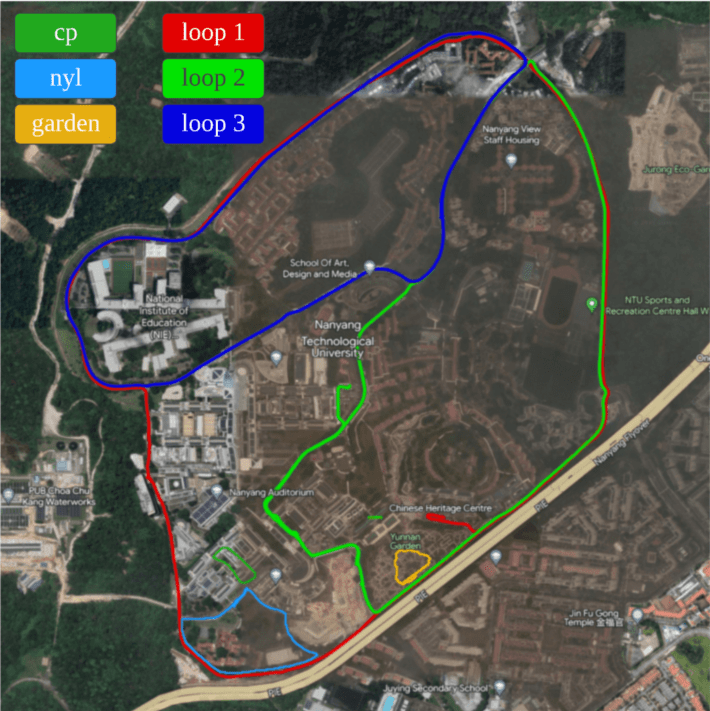 cp
loop 1
nyl
loop 2
garden
loop 3
Nanyang View
Staff Housing
Jurong Eco-Gar
School Of Art,
Design and Media
National
Institute of
Education
(NIE)
NTU Sports and
Recreation Centre Hall W
Nanyang
Technological
University
On
Nanyang Flyover
PUB Choa Chu
Kang Waterworks
Nanyang Auditorium
Chinese Heritage Centre
PIE
Yunnan
Garden
PIE
Jin Fu Gong
Temple 金福宫
PIE
Juying Secondary School